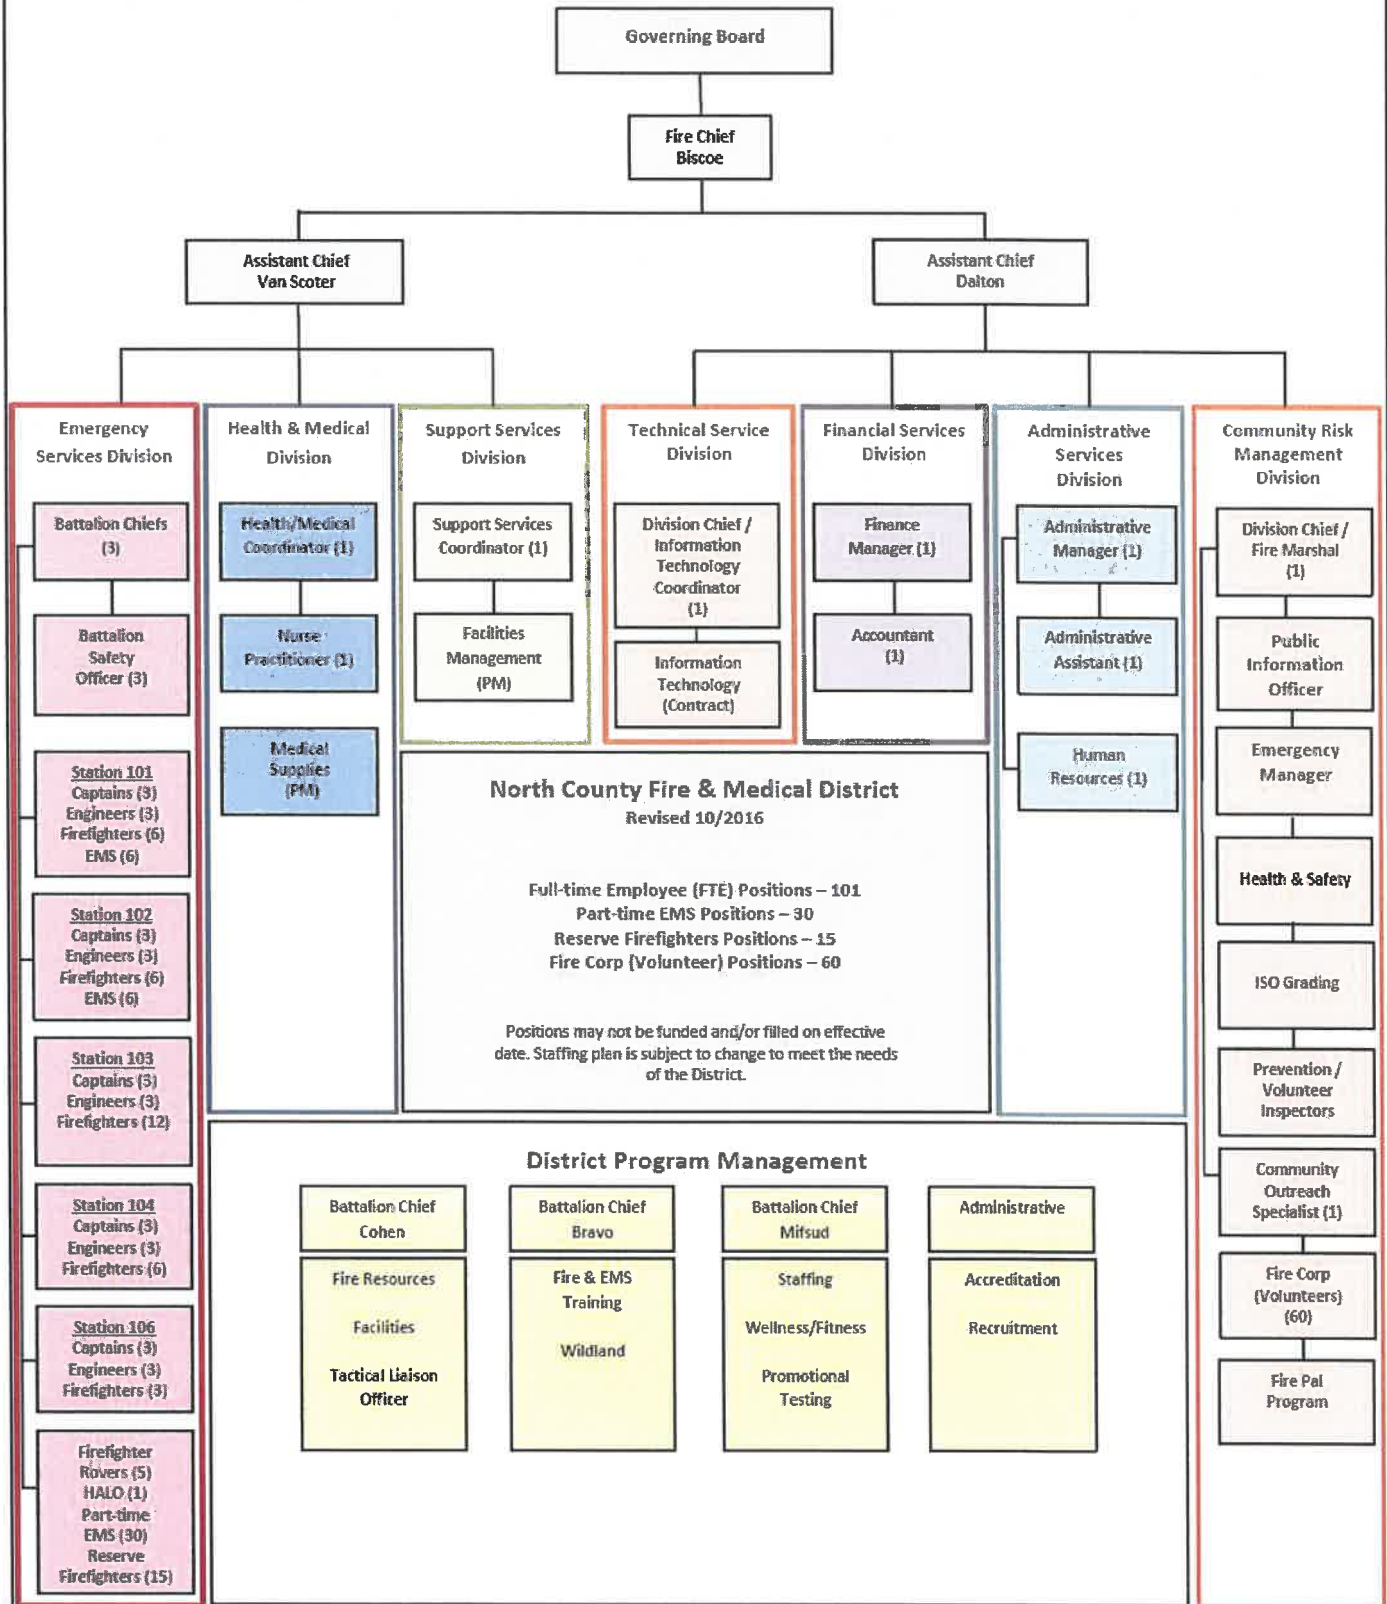 Governing Board
Fire Chief
Biscoe
Assistant Chief
Van Scoter
Assistant Chief
Dalton
Emergency
Services Division
Battalion Chiefs
(3)
Battalion
Safety
Officer (3)
Station 101
Captains (3)
Engineers (3)
Firefighters (6)
EMS (6)
Station 102
Captains (3)
Engineers (3)
Firefighters (6)
EMS (6)
Station 103
Captains (3)
Engineers (3)
Firefighters (12)
Station 104
Captains (3)
Engineers (3)
Firefighters (6)
Station 106
Captains (3)
Engineers (3)
Firefighters (3)
Firefighter
Rovers (5)
HALO (1)
Part-time
EMS (30)
Reserve
Firefighters (15)
Health & Medical
Division
Health/Medical
Coordinator (1)
Nurse
Practitioner (1)
Medical
Supplies
(PM)
Support Services
Division
Support Services
Coordinator (1)
Facilities
Management
(PM)
Technical Service
Division
Division Chief /
Information
Technology
Coordinator
(1)
Information
Technology
(Contract)
Financial Services
Division
Finance
Manager (1)
Accountant
(1)
Administrative
Services
Division
Administrative
Manager (1)
Administrative
Assistant (1)
Human
Resources (1)
Community Risk
Management
Division
Division Chief /
Fire Marshal
(1)
Public
Information
Officer
Emergency
Manager
Health & Safety
ISO Grading
Prevention /
Volunteer
Inspectors
Community
Outreach
Specialist (1)
Fire Corp
(Volunteers)
(60)
Fire Pal
Program
North County Fire & Medical District
Revised 10/2016
Full-time Employee (FTE) Positions – 101
Part-time EMS Positions – 30
Reserve Firefighters Positions – 15
Fire Corp (Volunteer) Positions – 60
Positions may not be funded and/or filled on effective
date. Staffing plan is subject to change to meet the needs
of the District.
District Program Management
Battalion Chief
Cohen
Fire Resources
Facilities
Tactical Liaison
Officer
Battalion Chief
Bravo
Fire & EMS
Training
Wildland
Battalion Chief
Mifsud
Staffing
Wellness/Fitness
Promotional
Testing
Administrative
Accreditation
Recruitment